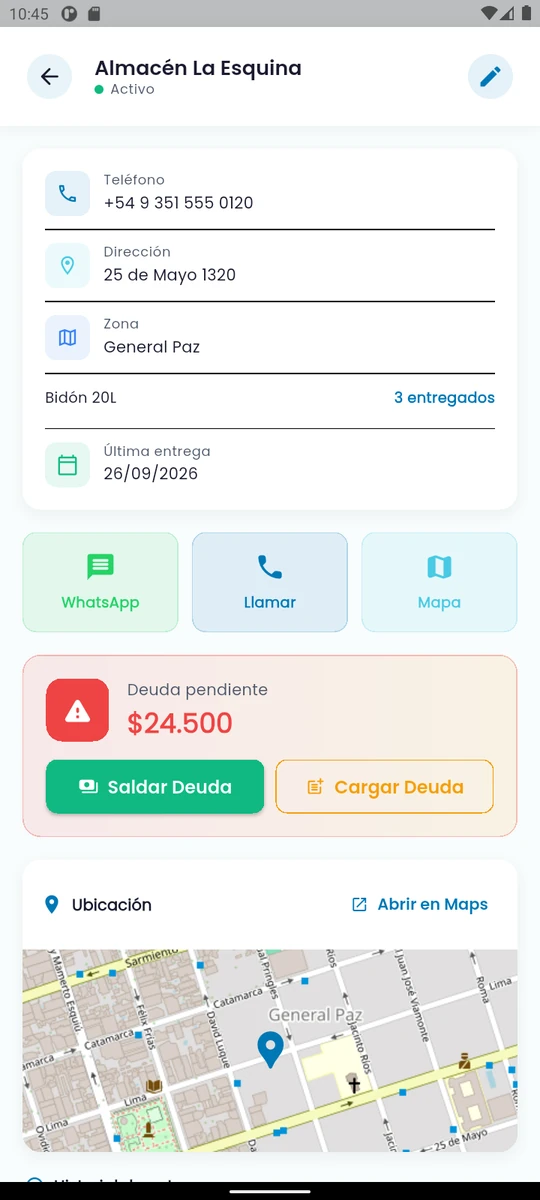 10:45
Almacén La Esquina
Activo
Teléfono
+54 9 351 555 0120
Dirección
25 de Mayo 1320
Zona
General Paz
Bidón 20L
3 entregados
Última entrega
26/09/2026
WhatsApp
Llamar
Mapa
Deuda pendiente
$24.500
Saldar Deuda
Cargar Deuda
Ubicación
Abrir en Maps
Sarmiento
Mamerto Esquiú
Félix Frías
David Luque
Catamarca
Catamarca
General Paz
Jacinto Ríos
Juan José Viamonte
Roma
Lima
Lima
Lima
25 de Mayo